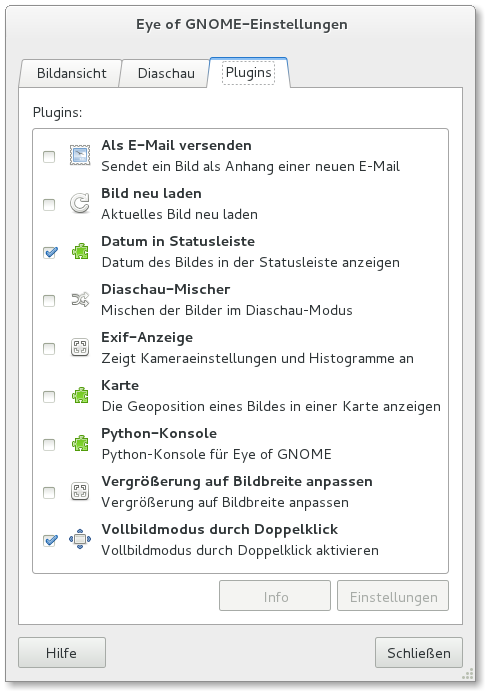 Eye of GNOME-Einstellungen
Bildansicht
Diaschau
Plugins
Plugins:
Als E-Mail versenden
Sendet ein Bild als Anhang einer neuen E-Mail
Bild neu laden
Aktuelles Bild neu laden
Datum in Statusleiste
Datum des Bildes in der Statusleiste anzeigen
Diaschau-Mischer
Mischen der Bilder im Diaschau-Modus
Exif-Anzeige
Zeigt Kameraeinstellungen und Histogramme an
Karte
Die Geoposition eines Bildes in einer Karte anzeigen
Python-Konsole
Python-Konsole für Eye of GNOME
Vergrößerung auf Bildbreite anpassen
Vergrößerung auf Bildbreite anpassen
Vollbildmodus durch Doppelklick
Vollbildmodus durch Doppelklick aktivieren
Info
Einstellungen
Hilfe
Schließen